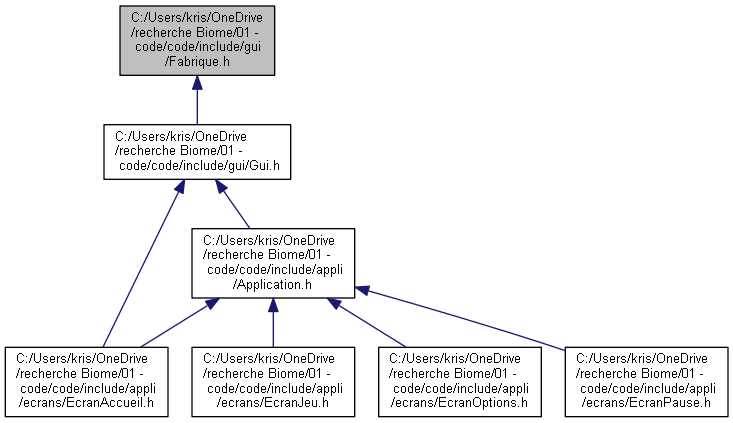 C:/Users/kris/OneDrive
/recherche Biome/01 -
code/code/include/gui
/Fabrique.h
C:/Users/kris/OneDrive
/recherche Biome/01 -
code/code/include/gui/Gui.h
C:/Users/kris/OneDrive
/recherche Biome/01 -
code/code/include/appli
/Application.h
C:/Users/kris/OneDrive
/recherche Biome/01 -
code/code/include/appli
/ecrans/EcranAccueil.h
C:/Users/kris/OneDrive
/recherche Biome/01 -
code/code/include/appli
/ecrans/EcranJeu.h
C:/Users/kris/OneDrive
/recherche Biome/01 -
code/code/include/appli
/ecrans/EcranOptions.h
C:/Users/kris/OneDrive
/recherche Biome/01 -
code/code/include/appli
/ecrans/EcranPause.h